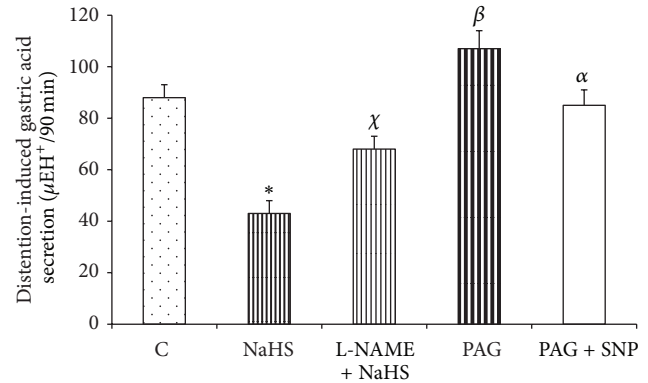 Distention-induced gastric acid
secretion (μEH⁺/90 min)
120
100
80
60
40
20
0
*
χ
β
α
C
NaHS
L-NAME
+ NaHS
PAG
PAG + SNP